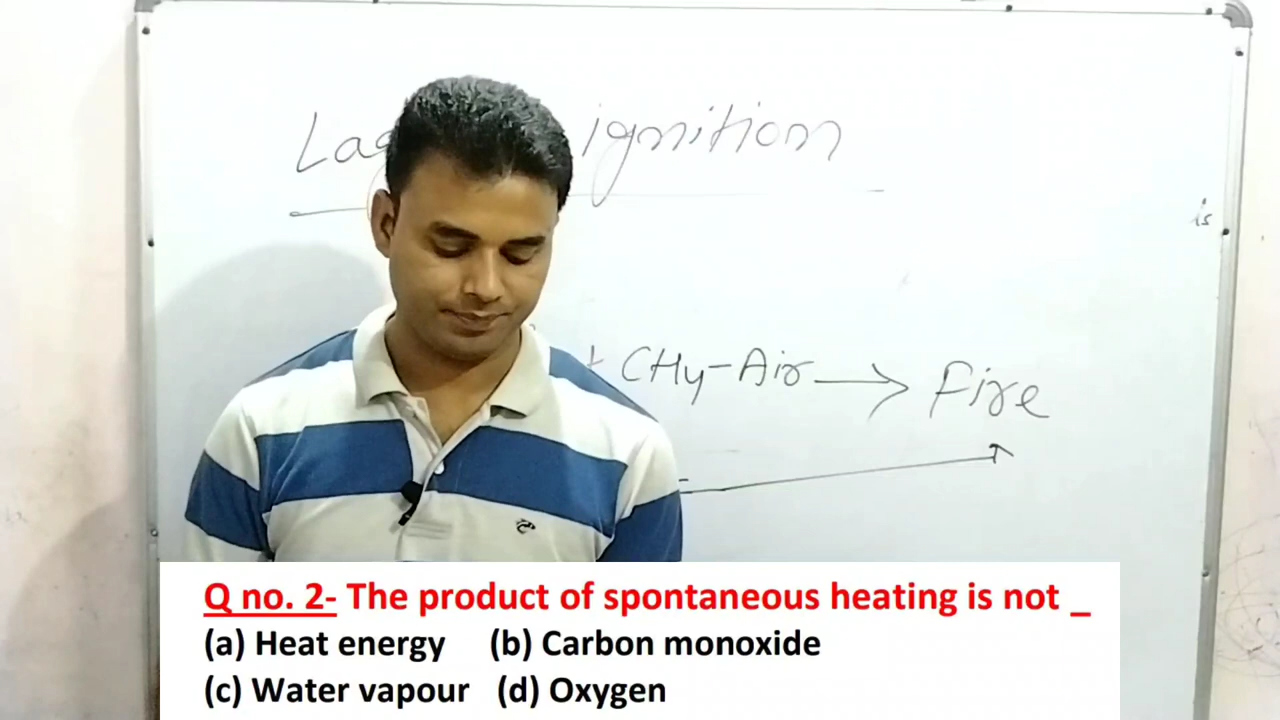 ignition
is
+ CH4-Air → Fire
Q no. 2- The product of spontaneous heating is not _
(a) Heat energy (b) Carbon monoxide
(c) Water vapour (d) Oxygen